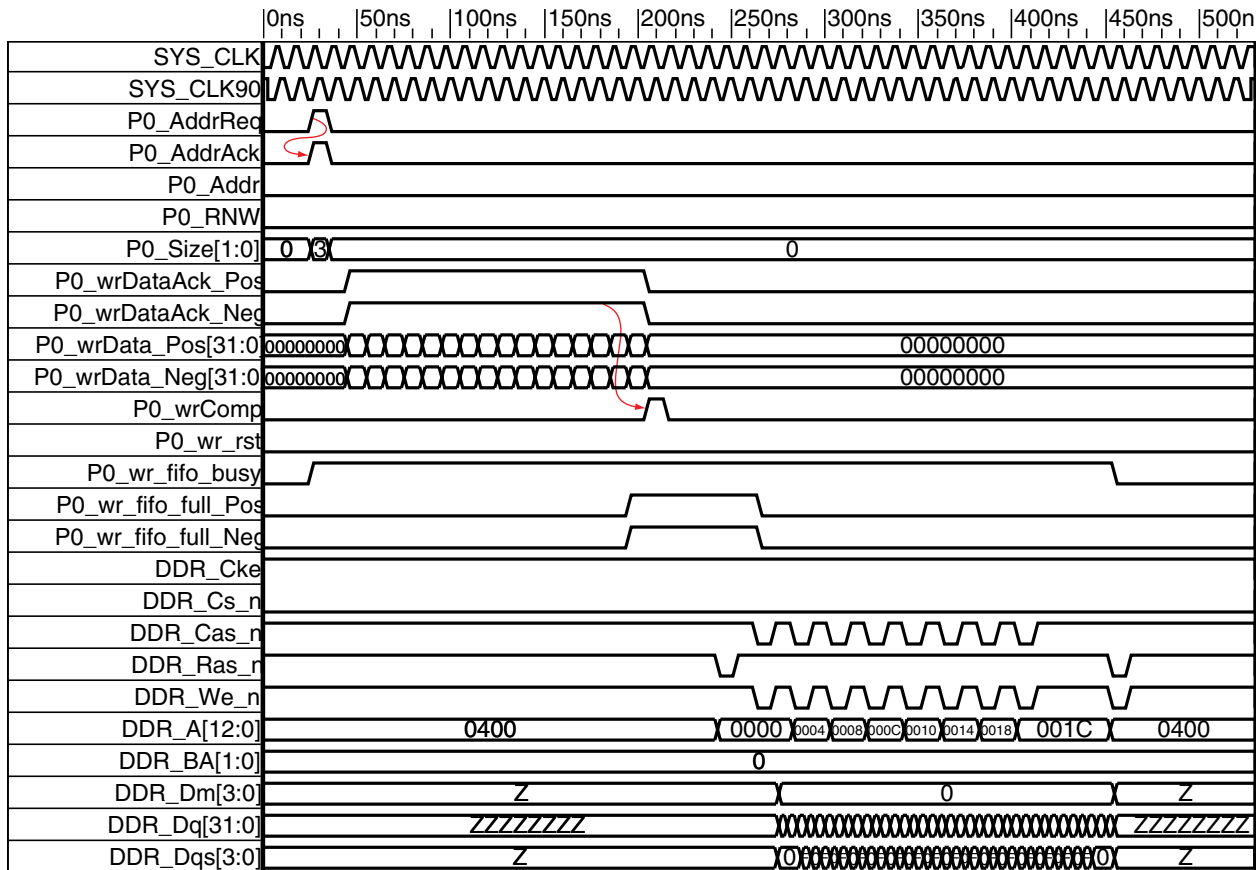 0ns 50ns 100ns 150ns 200ns 250ns 300ns 350ns 400ns 450ns 500n
SYS_CLK
SYS_CLK90
P0_AddrReq
P0_AddrAck
P0_Addr
P0_RNW
P0_Size[1:0] 0 3 0
P0_wrDataAck_Pos
P0_wrDataAck_Neg
P0_wrData_Pos[31:0 00000000 00000000
P0_wrData_Neg[31:0 00000000 00000000
P0_wrComp
P0_wr_rst
P0_wr_fifo_busy
P0_wr_fifo_full_Pos
P0_wr_fifo_full_Neg
DDR_Cke
DDR_Cs_n
DDR_Cas_n
DDR_Ras_n
DDR_We_n
DDR_A[12:0] 0400 0000 0004 0008 000C 0010 0014 0018 001C 0400
DDR_BA[1:0] 0
DDR_Dm[3:0] Z 0 Z
DDR_Dq[31:0] ZZZZZZZZ ZZZZZZZZ
DDR_Dqs[3:0] Z 0 0 Z